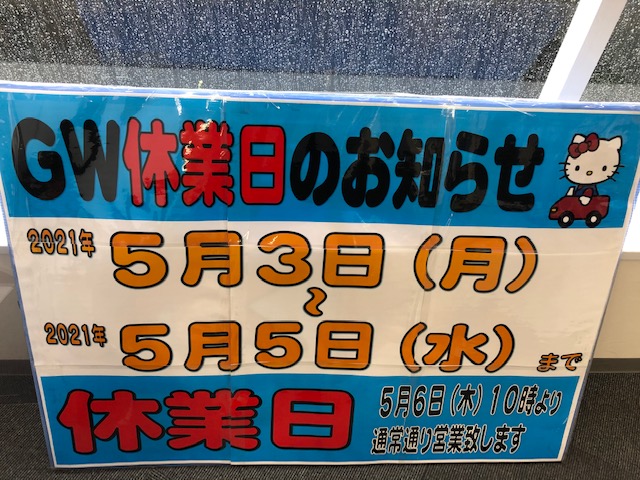 GW休業日のお知らせ
2021年 5月3日(月)
~
2021年 5月5日(水) まで
休業日
5月6日(木)10時より
通常通り営業致します